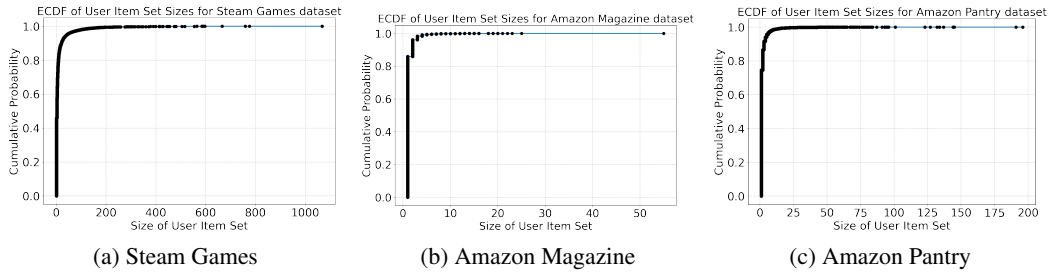 ECDF of User Item Set Sizes for Steam Games dataset
Cumulative Probability
1.0
0.8
0.6
0.4
0.2
0.0
0 200 400 600 800 1000
Size of User Item Set
(a) Steam Games
ECDF of User Item Set Sizes for Amazon Magazine dataset
Cumulative Probability
1.0
0.8
0.6
0.4
0.2
0.0
0 10 20 30 40 50
Size of User Item Set
(b) Amazon Magazine
ECDF of User Item Set Sizes for Amazon Pantry dataset
Cumulative Probability
1.0
0.8
0.6
0.4
0.2
0.0
0 25 50 75 100 125 150 175 200
Size of User Item Set
(c) Amazon Pantry